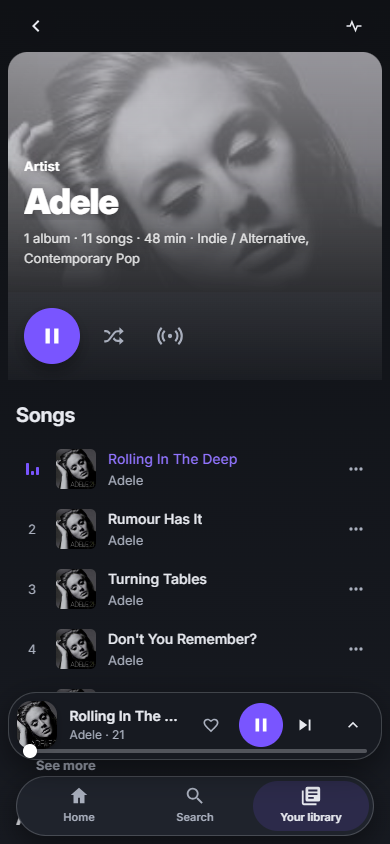 Artist
Adele
1 album · 11 songs · 48 min · Indie / Alternative,
Contemporary Pop
Songs
Rolling In The Deep
Adele
2
Rumour Has It
Adele
3
Turning Tables
Adele
4
Don't You Remember?
Adele
Rolling In The ...
Adele · 21
See more
Home
Search
Your library